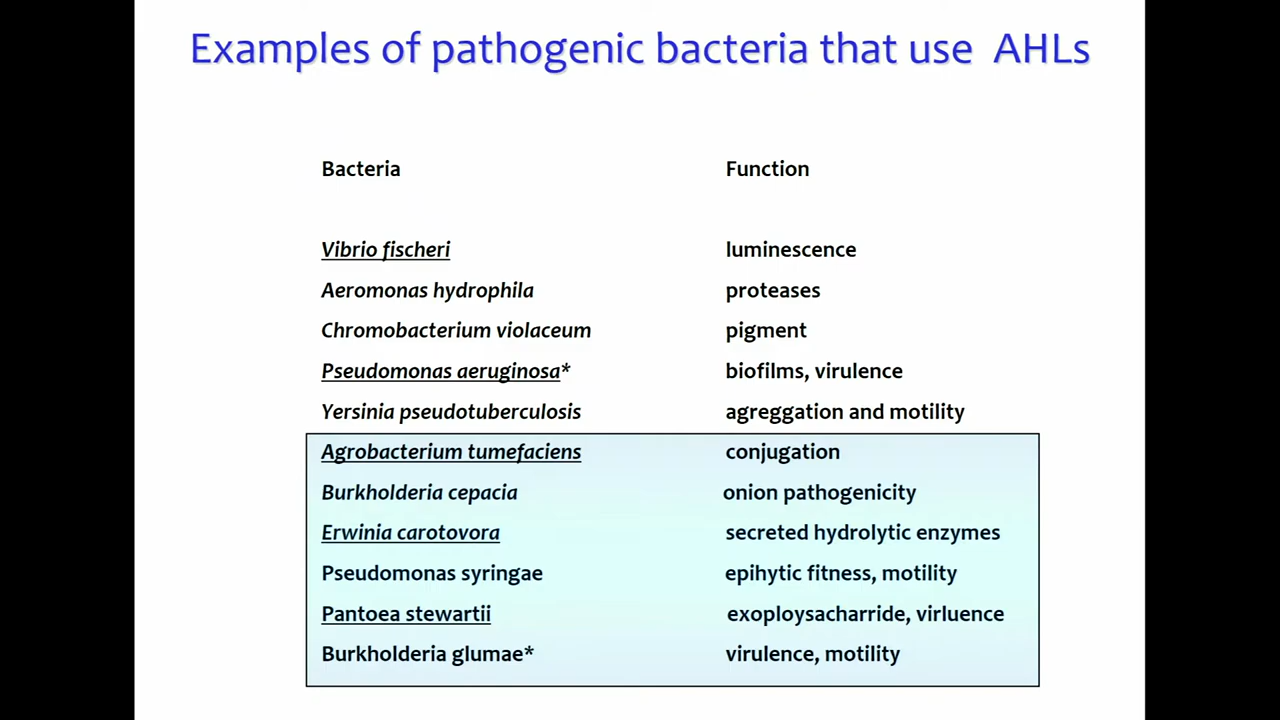 Examples of pathogenic bacteria that use AHLs
Bacteria Function
Vibrio fischeri luminescence
Aeromonas hydrophila proteases
Chromobacterium violaceum pigment
Pseudomonas aeruginosa* biofilms, virulence
Yersinia pseudotuberculosis agreggation and motility
Agrobacterium tumefaciens conjugation
Burkholderia cepacia onion pathogenicity
Erwinia carotovora secreted hydrolytic enzymes
Pseudomonas syringae epihytic fitness, motility
Pantoea stewartii exoploysacharride, virluence
Burkholderia glumae* virulence, motility